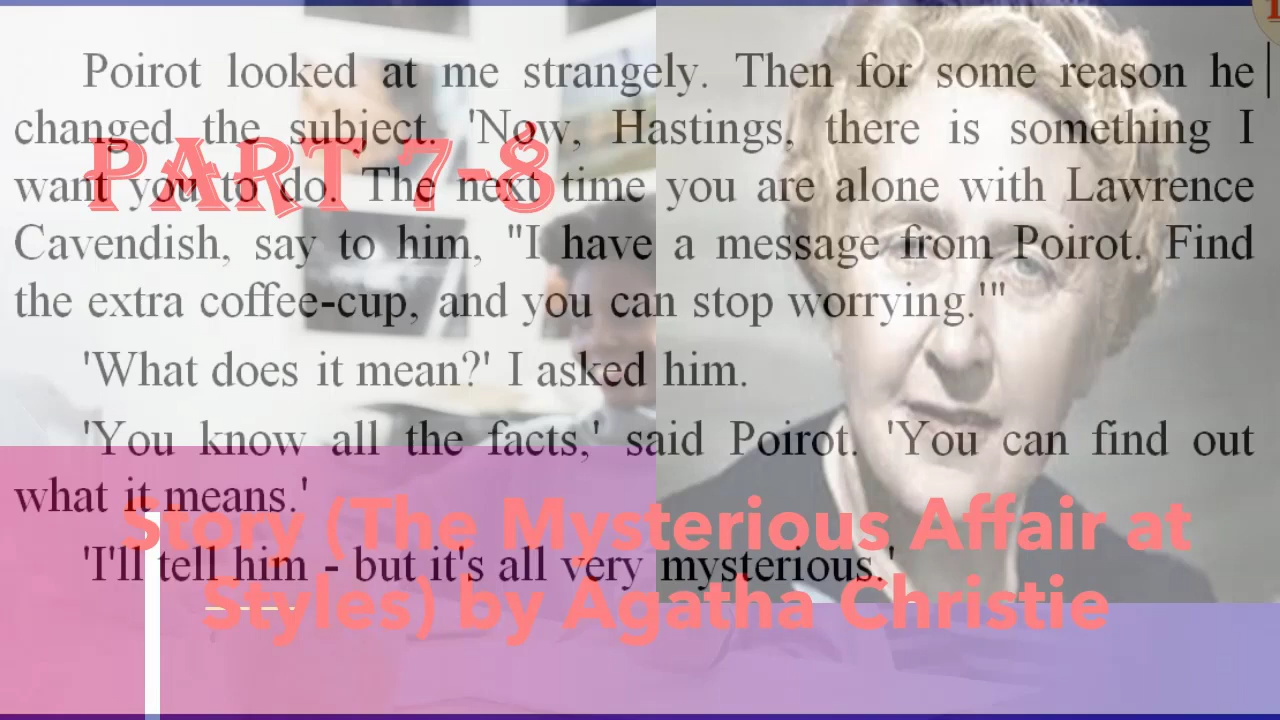 Poirot looked at me strangely. Then for some reason he
changed the subject. 'Now, Hastings, there is something I
PART 7-8
want you to do. The next time you are alone with Lawrence
Cavendish, say to him, "I have a message from Poirot. Find
the extra coffee-cup, and you can stop worrying.'"
'What does it mean?' I asked him.
'You know all the facts,' said Poirot. 'You can find out
what it means.'
Story (The Mysterious Affair at
'I'll tell him - but it's all very mysterious.'
Styles) by Agatha Christie